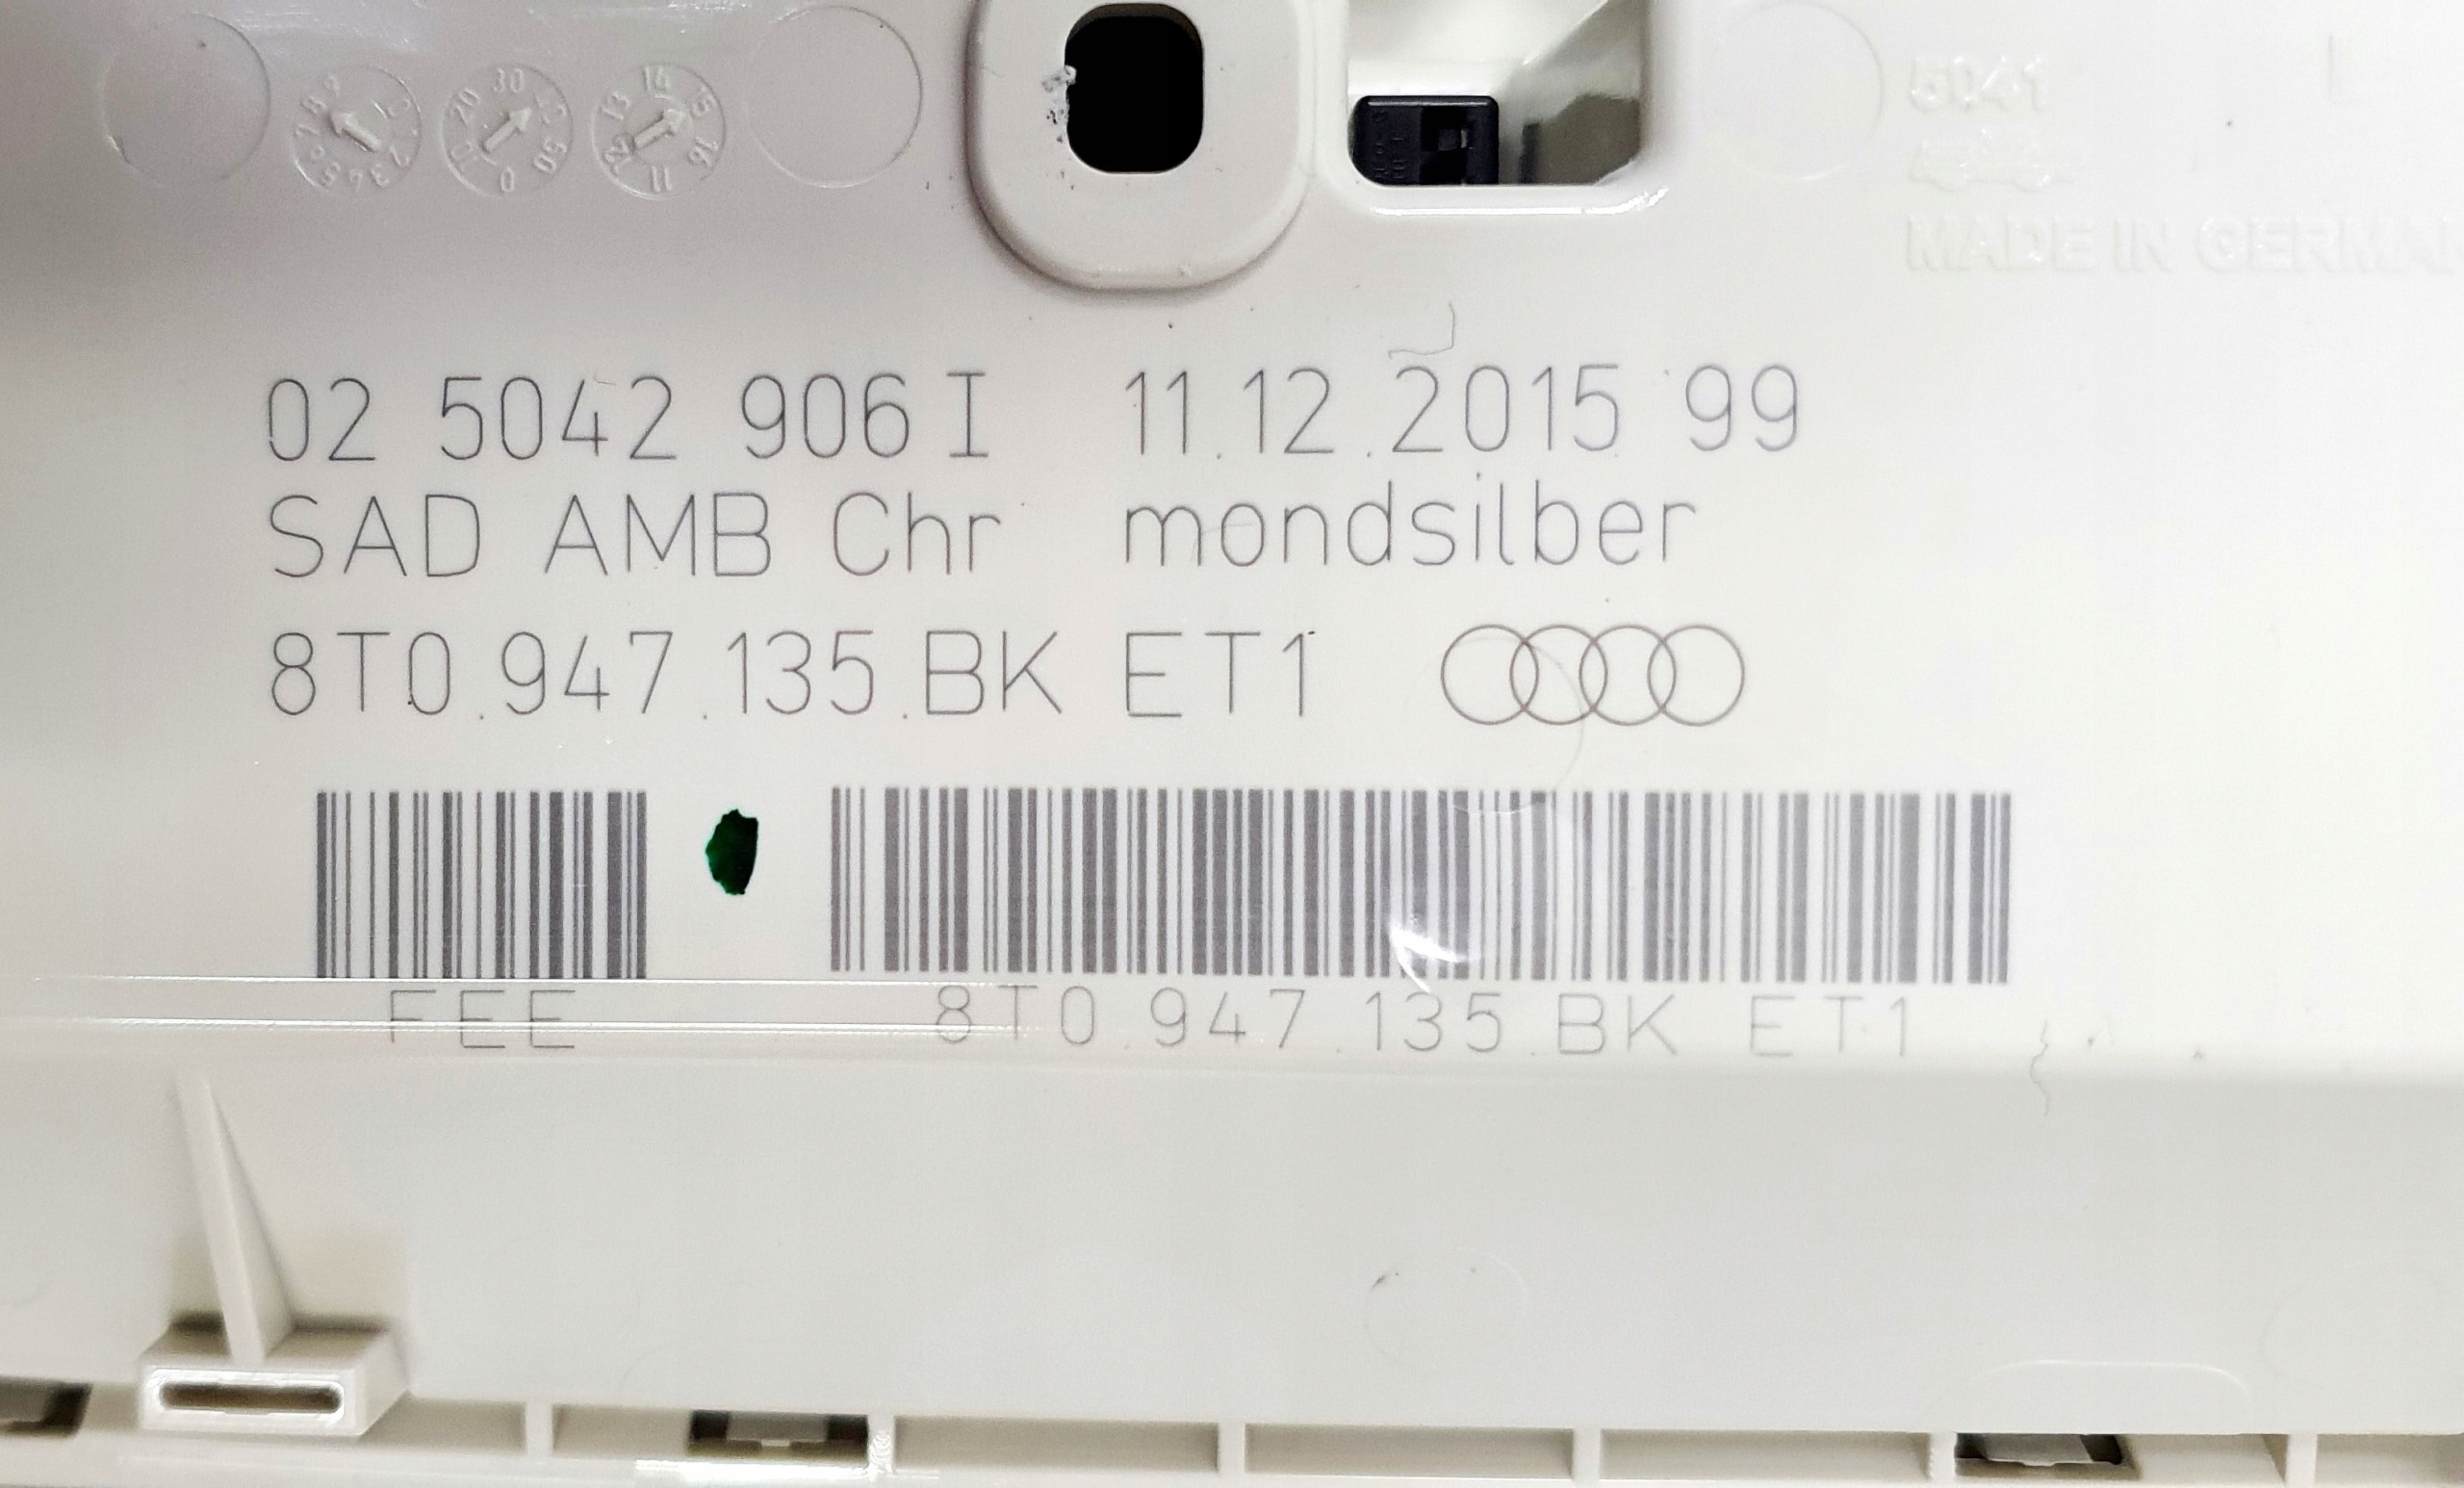 5041
MADE IN GERMAN
02 5042 906 I 11.12.2015 99
SAD AMB Chr mondsilber
8T0.947.135.BK ET1
FEE 8T0.947.135.BK ET1